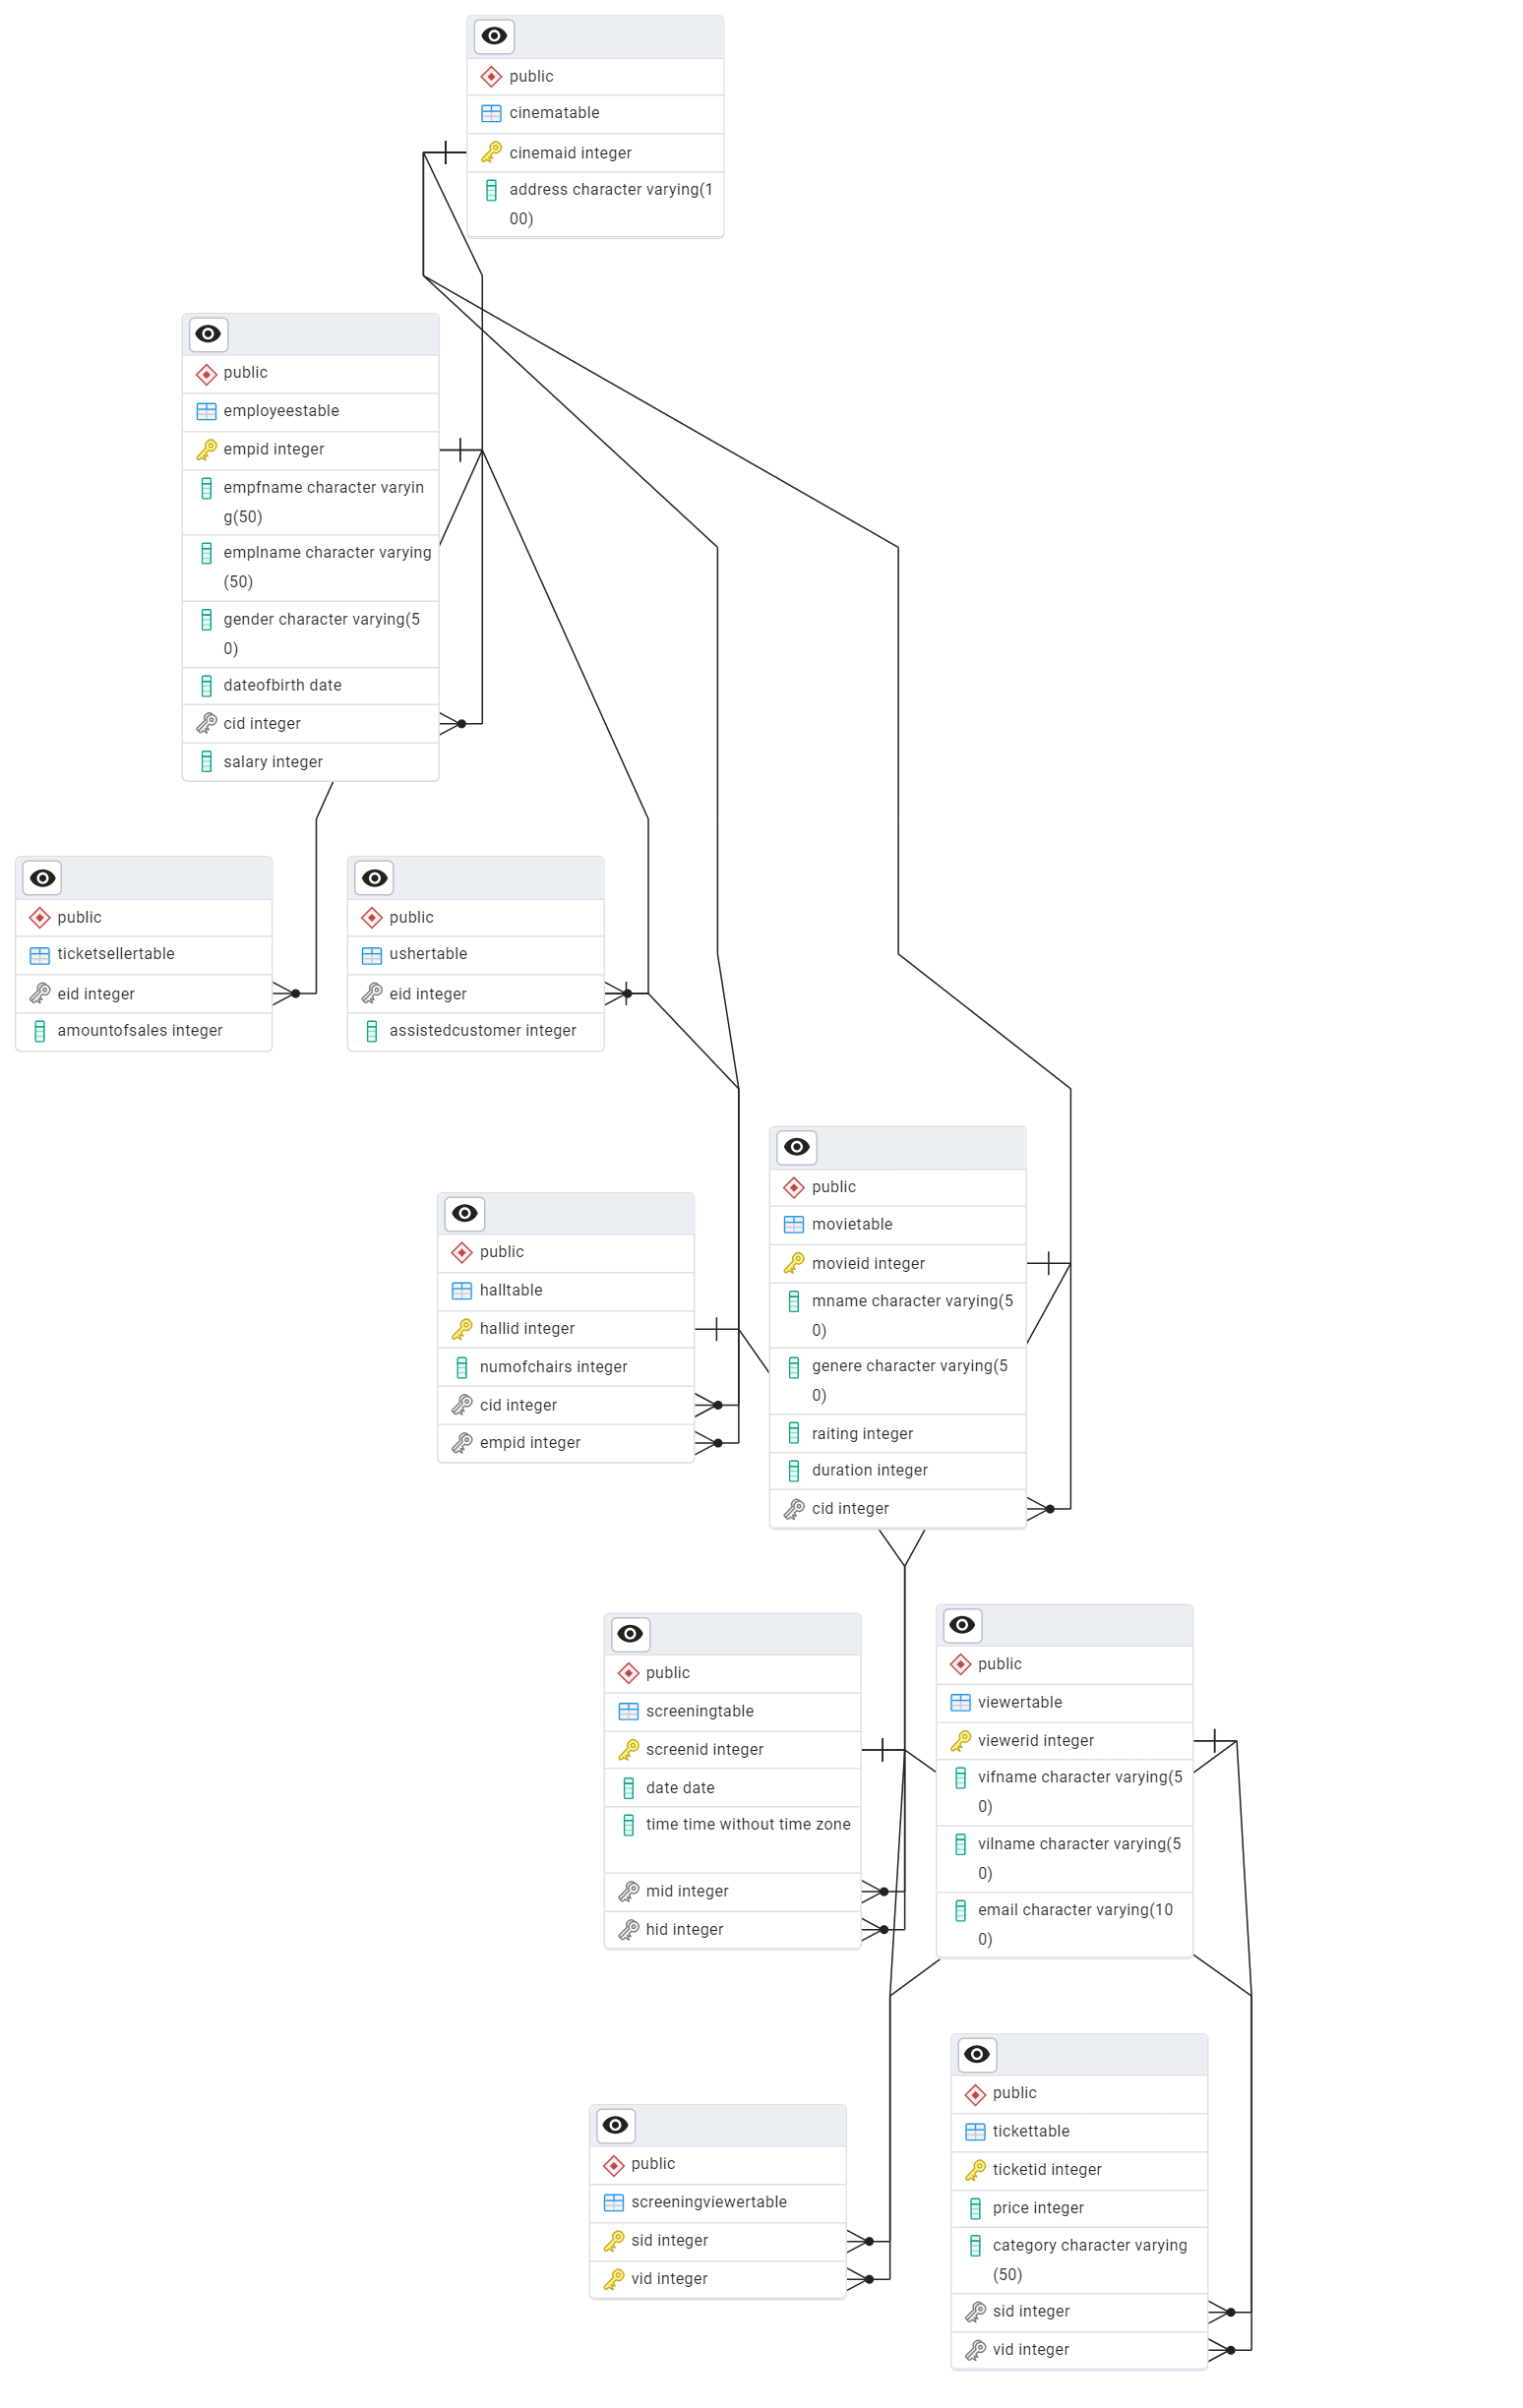 public
cinematable
cinemaid integer
address character varying(1
00)
public
employeestable
empid integer
empfname character varyin
g(50)
emplname character varying
(50)
gender character varying(5
0)
dateofbirth date
cid integer
salary integer
public
ticketsellertable
eid integer
amountofsales integer
public
ushertable
eid integer
assistedcustomer integer
public
movietable
movieid integer
mname character varying(5
0)
genere character varying(5
0)
raiting integer
duration integer
cid integer
public
halltable
hallid integer
numofchairs integer
cid integer
empid integer
public
screeningtable
screenid integer
date date
time time without time zone
mid integer
hid integer
public
viewertable
viewerid integer
vifname character varying(5
0)
vilname character varying(5
0)
email character varying(10
0)
public
screeningviewertable
sid integer
vid integer
public
tickettable
ticketid integer
price integer
category character varying
(50)
sid integer
vid integer